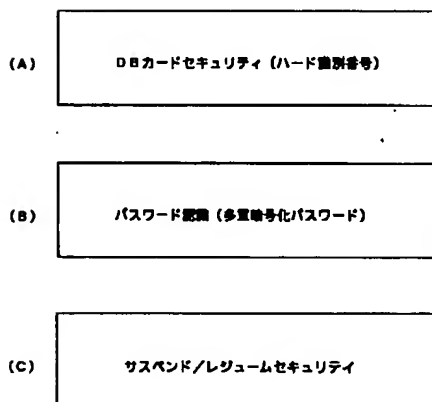 (A) DBカードセキュリティ(ハード識別番号)
(B) パスワード認識(多重暗号化パスワード)
(C) サスペンド/レジュームセキュリテイ